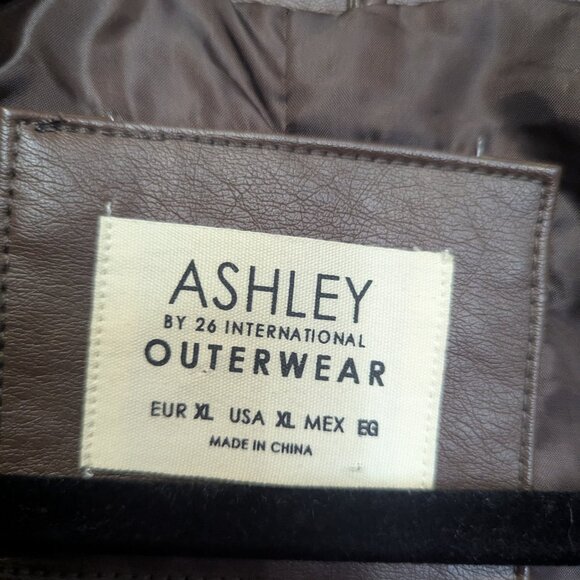 ASHLEY
BY 26 INTERNATIONAL
OUTERWEAR
EUR XL USA XL MEX EG
MADE IN CHINA